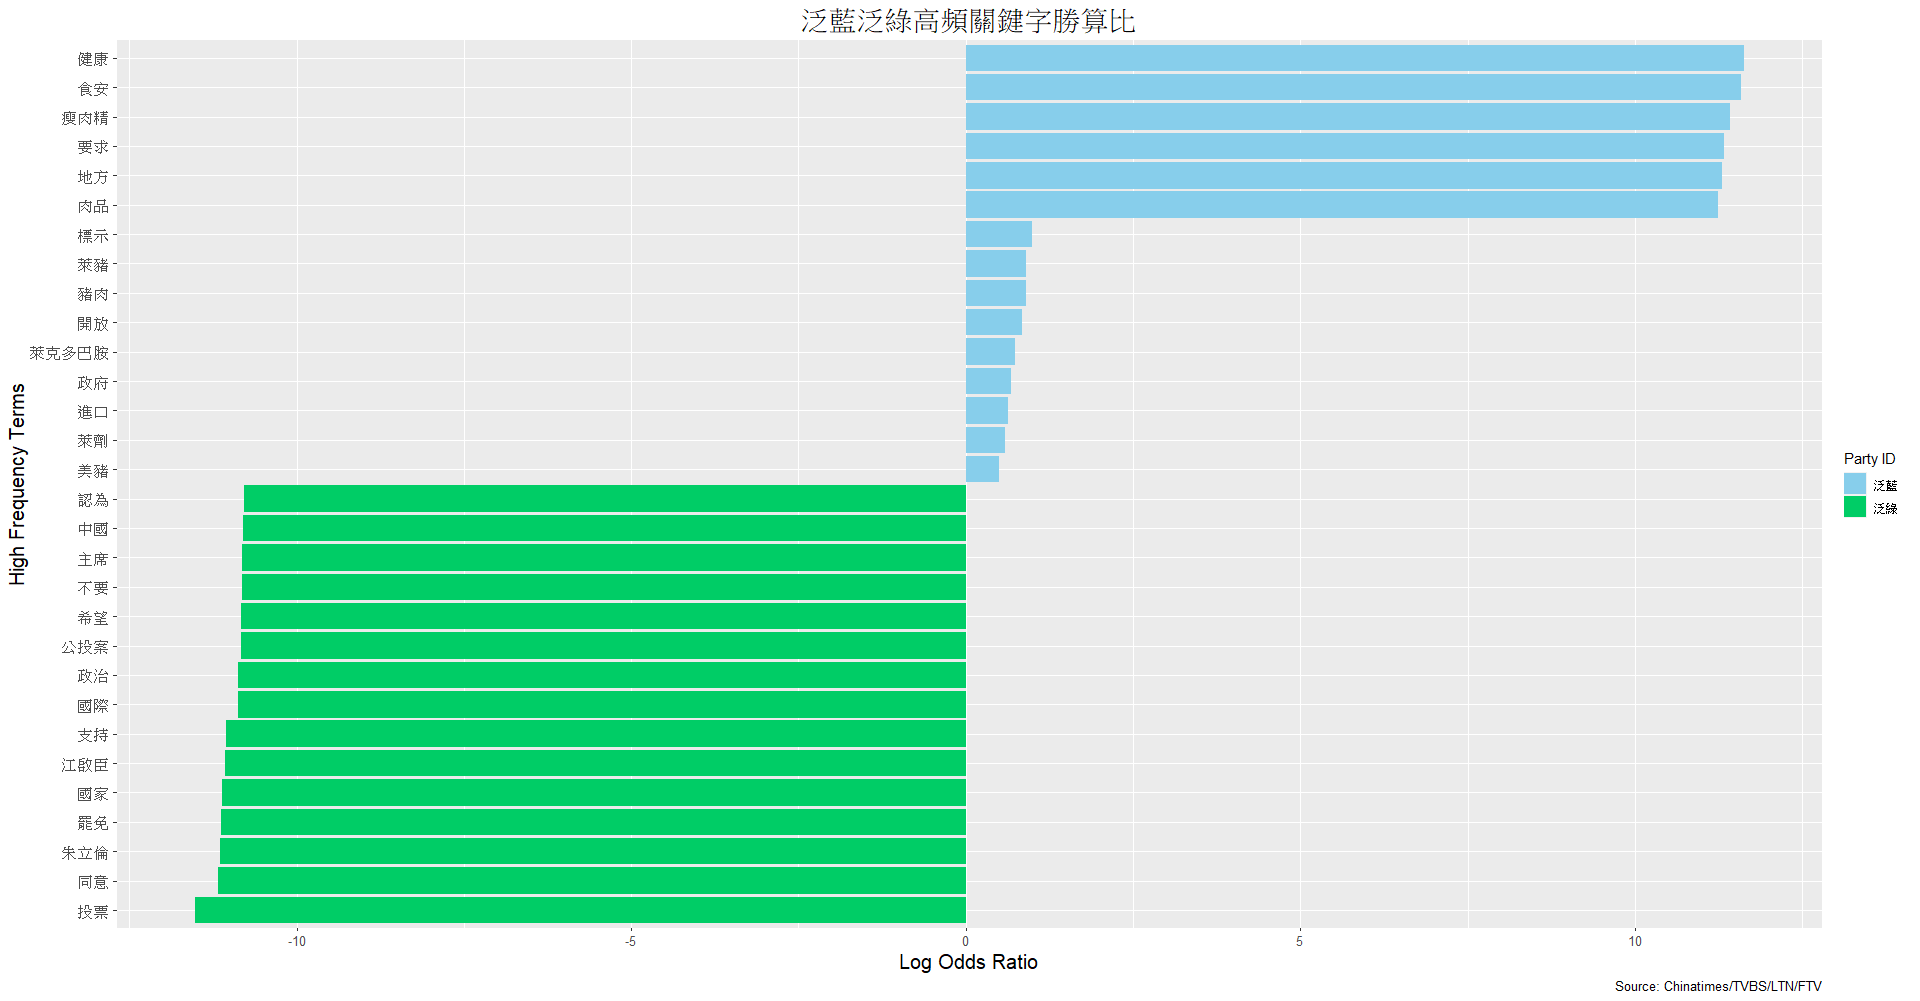 泛藍泛綠高頻關鍵字勝算比
健康
食安
瘦肉精
要求
地方
肉品
標示
萊豬
豬肉
開放
萊克多巴胺
政府
進口
萊劑
美豬
認為
中國
主席
不要
希望
公投案
政治
國際
支持
江啟臣
國家
罷免
朱立倫
同意
投票
High Frequency Terms
-10
-5
0
5
10
Log Odds Ratio
Party ID
泛藍
泛綠
Source: Chinatimes/TVBS/LTN/FTV